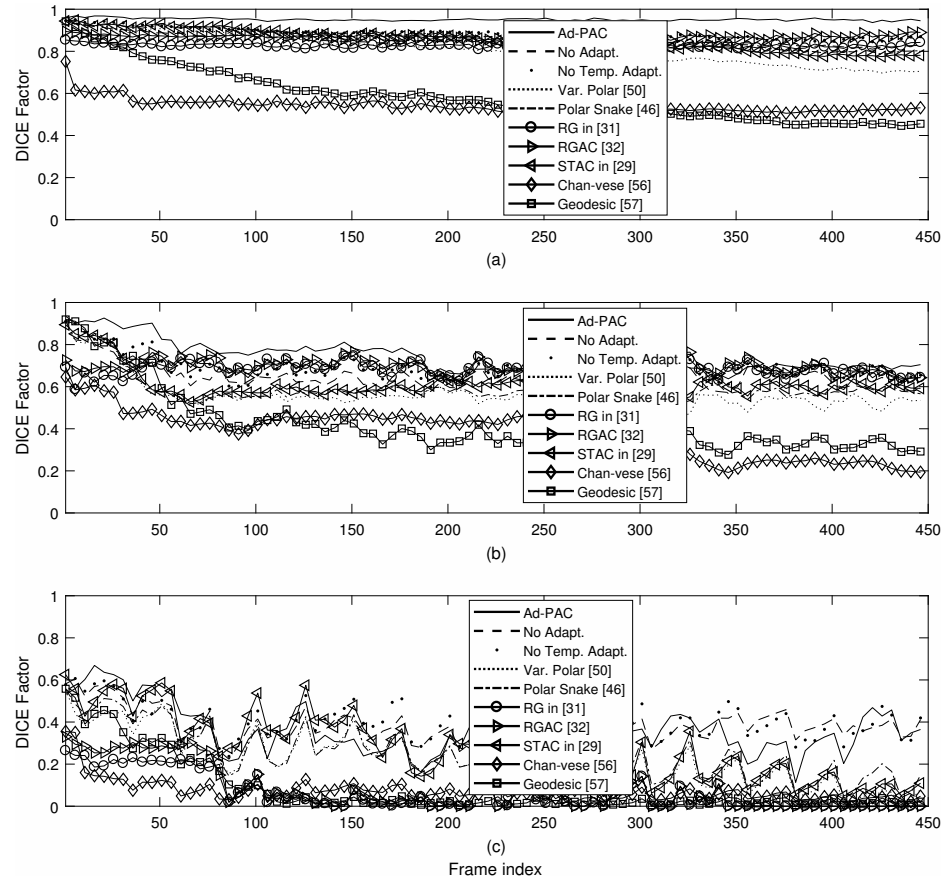 1
0.8
0.6
0.4
0.2
0
DICE Factor
Ad-PAC
No Adapt.
No Temp. Adapt.
Var. Polar [50]
Polar Snake [46]
RG in [31]
RGAC [32]
STAC in [29]
Chan-vese [56]
Geodesic [57]
50 100 150 200 250 300 350 400 450
(a)
1
0.8
0.6
0.4
0.2
0
DICE Factor
Ad-PAC
No Adapt.
No Temp. Adapt.
Var. Polar [50]
Polar Snake [46]
RG in [31]
RGAC [32]
STAC in [29]
Chan-vese [56]
Geodesic [57]
50 100 150 200 250 300 350 400 450
(b)
1
0.8
0.6
0.4
0.2
0
DICE Factor
Ad-PAC
No Adapt.
No Temp. Adapt.
Var. Polar [50]
Polar Snake [46]
RG in [31]
RGAC [32]
STAC in [29]
Chan-vese [56]
Geodesic [57]
50 100 150 200 250 300 350 400 450
(c)
Frame index